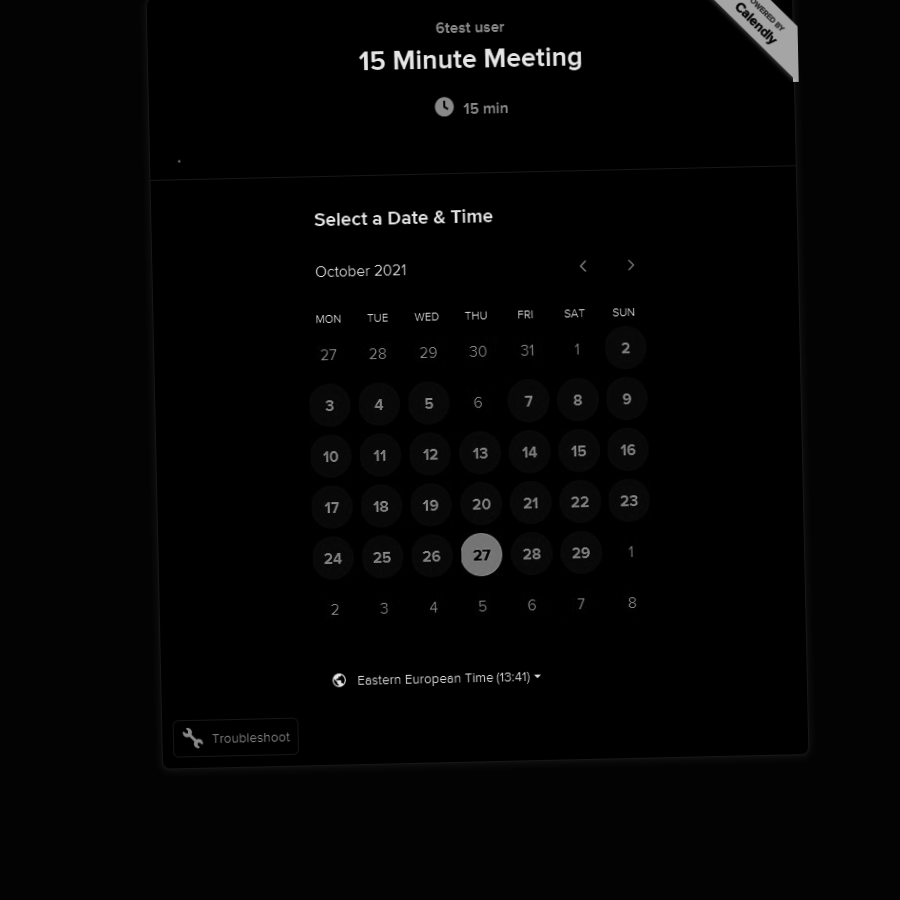 POWERED BY
Calendly
6test user
15 Minute Meeting
15 min
.
Select a Date & Time
October 2021
MON TUE WED THU FRI SAT SUN
27 28 29 30 31 1 2
3 4 5 6 7 8 9
10 11 12 13 14 15 16
17 18 19 20 21 22 23
24 25 26 27 28 29 1
2 3 4 5 6 7 8
Eastern European Time (13:41)
Troubleshoot